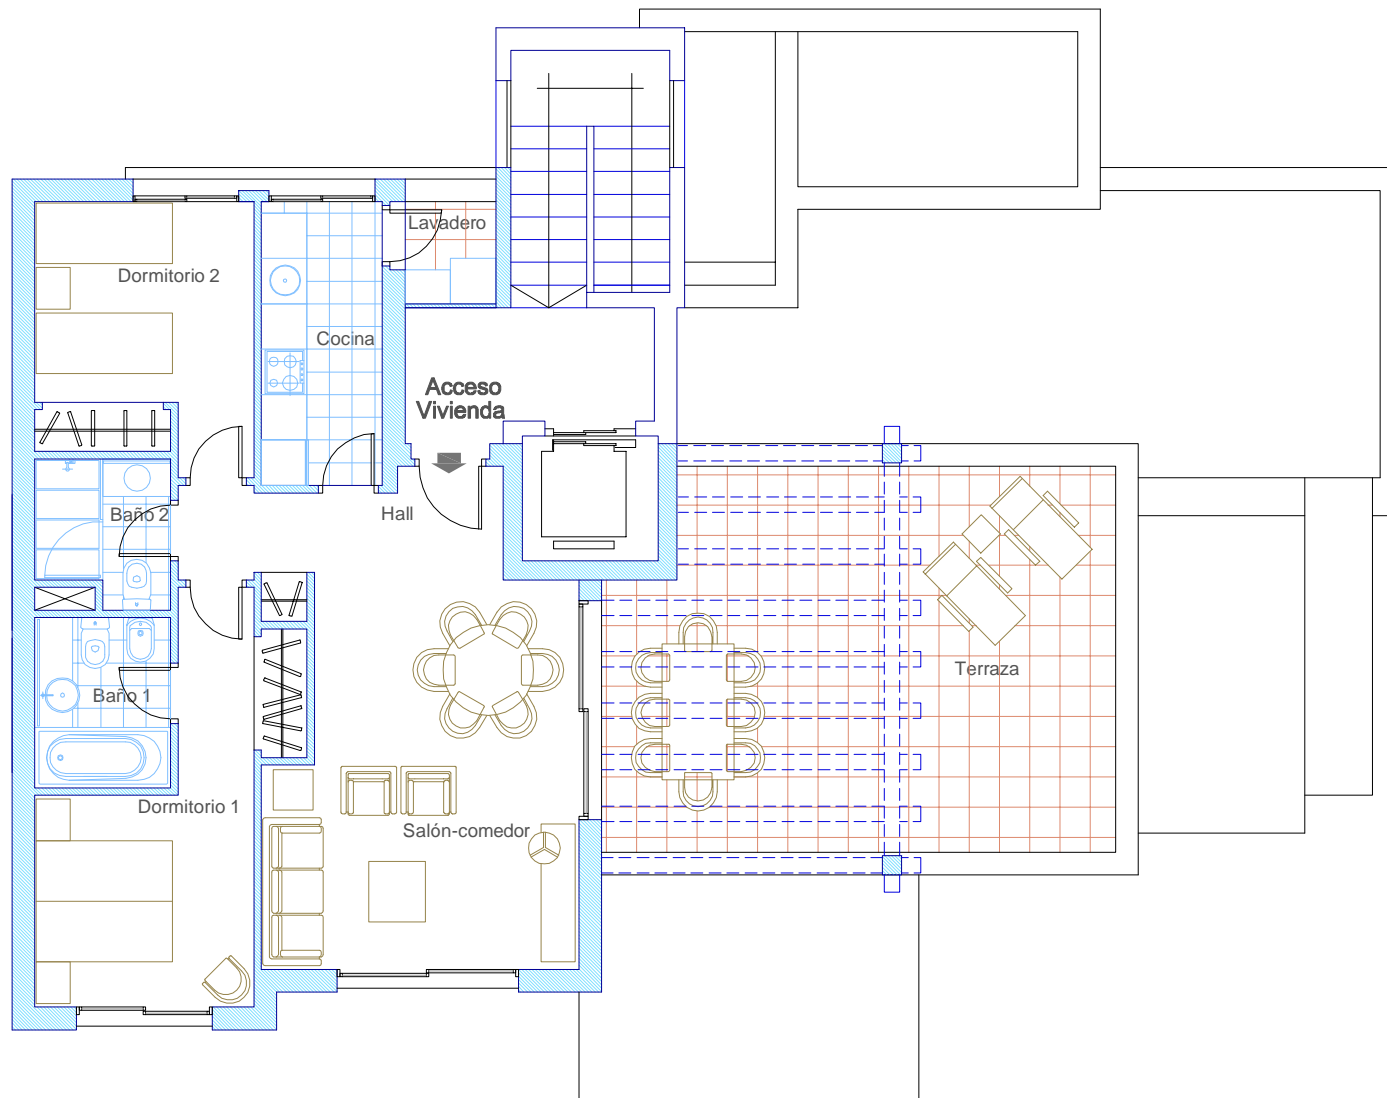 Lavadero
Dormitorio 2
Cocina
Acceso
Vivienda
Hall
Baño 2
Terraza
Baño 1
Dormitorio 1
Salón-comedor